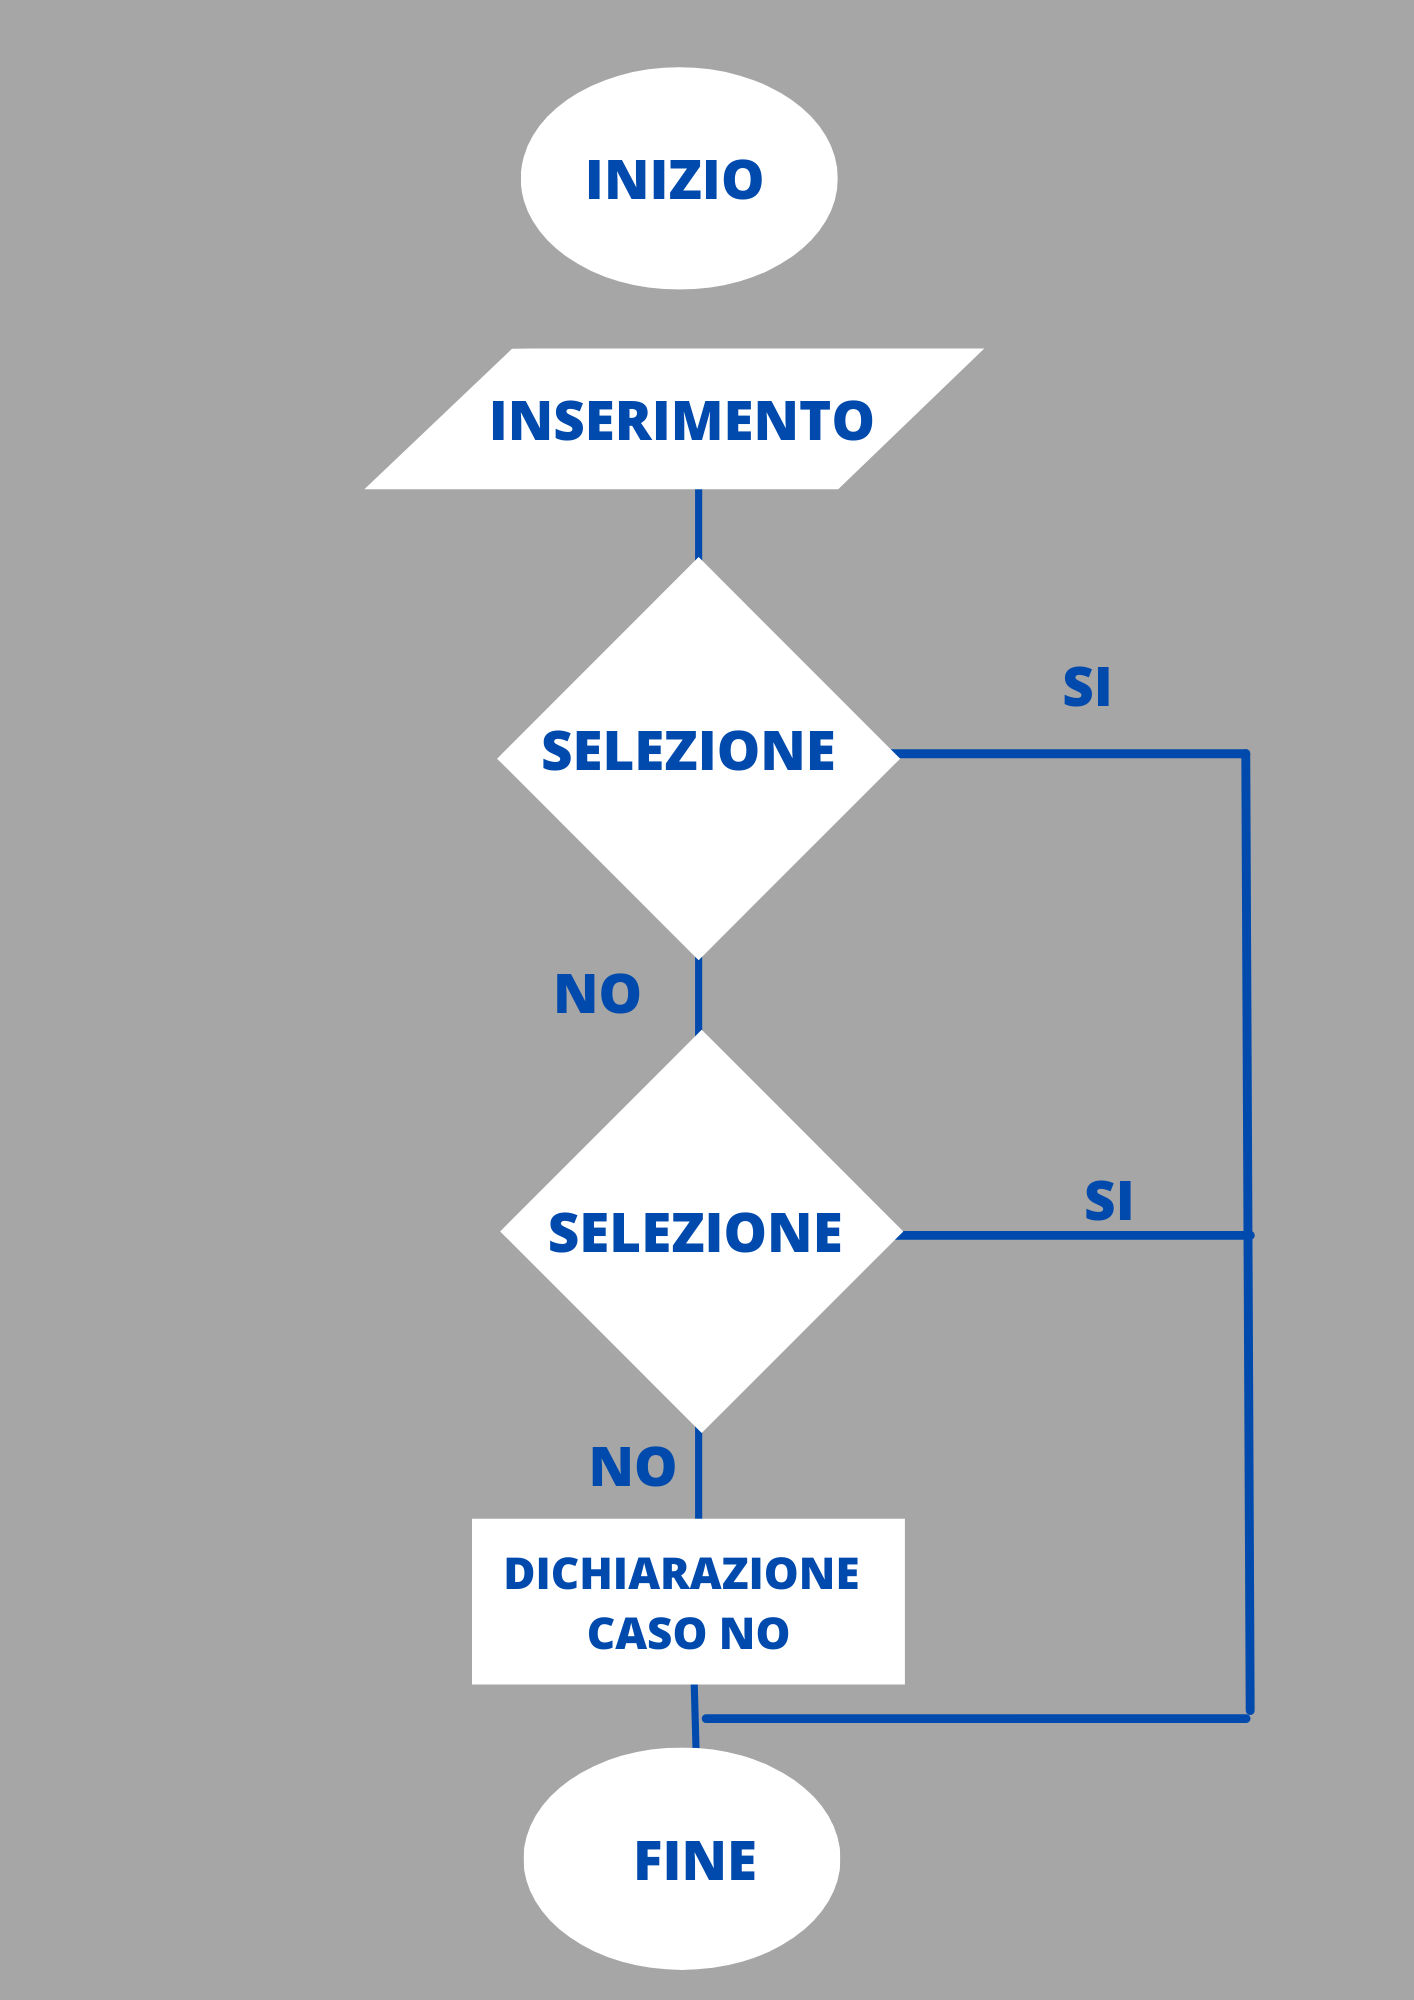 INIZIO
INSERIMENTO
SI
SELEZIONE
NO
SI
SELEZIONE
NO
DICHIARAZIONE
CASO NO
FINE